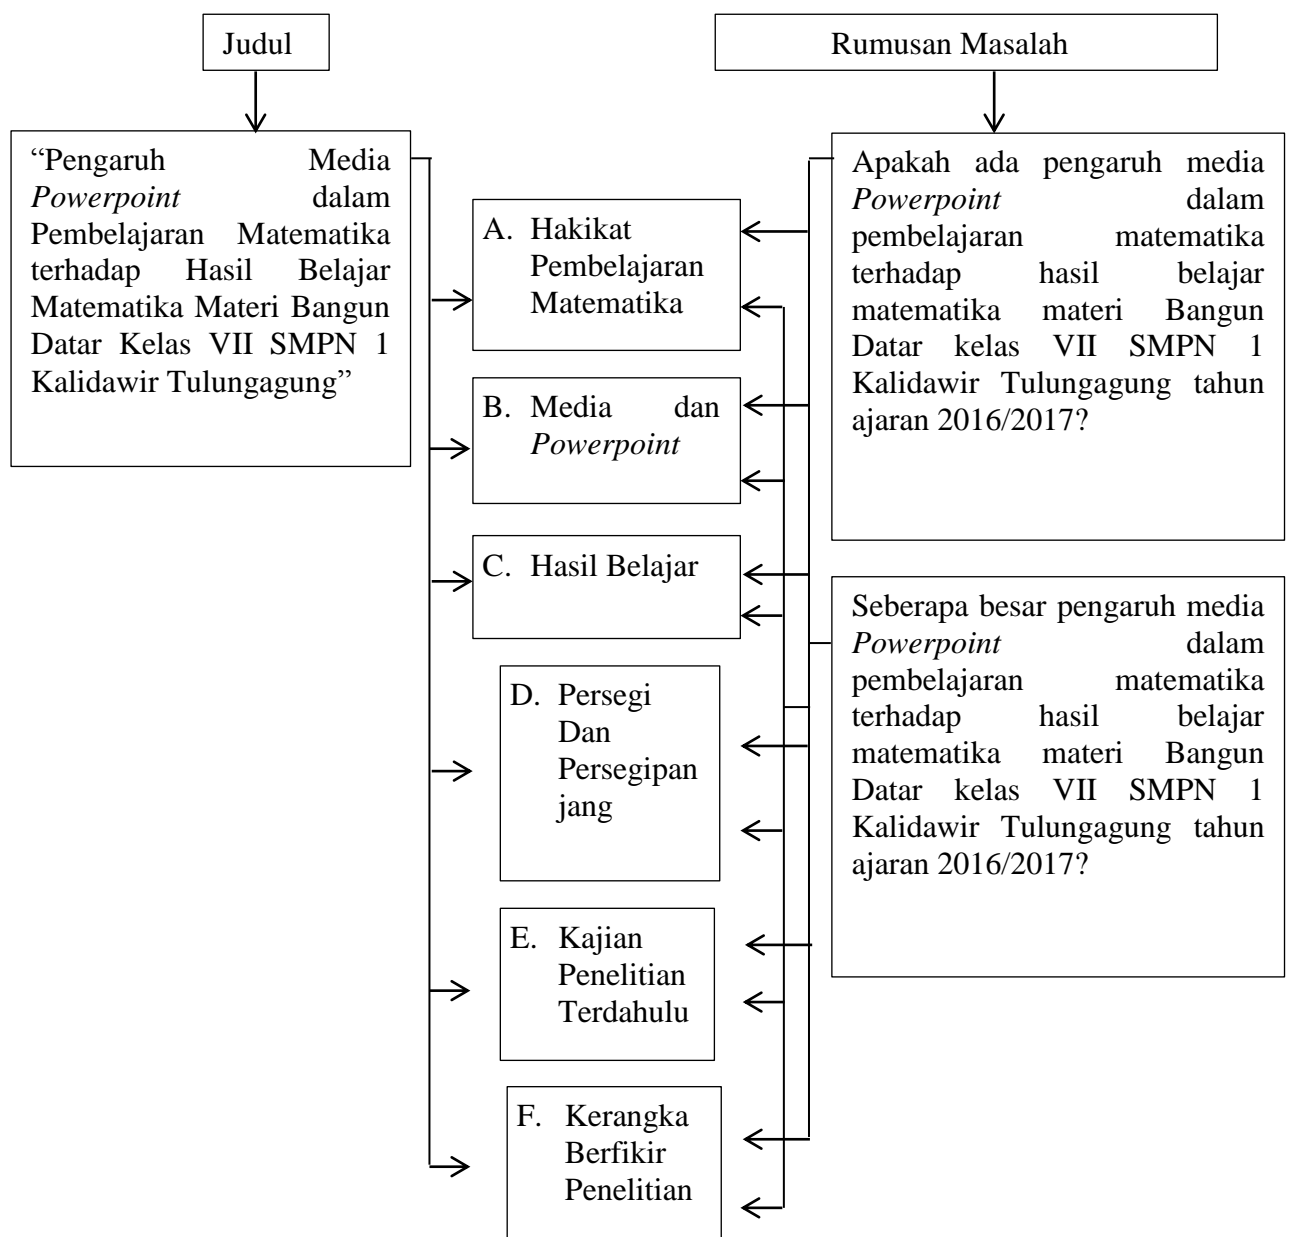 Judul
Rumusan Masalah
“Pengaruh Media
Powerpoint dalam
Pembelajaran Matematika
terhadap Hasil Belajar
Matematika Materi Bangun
Datar Kelas VII SMPN 1
Kalidawir Tulungagung”
A. Hakikat
Pembelajaran
Matematika
B. Media dan
Powerpoint
C. Hasil Belajar
D. Persegi
Dan
Persegipan
jang
E. Kajian
Penelitian
Terdahulu
F. Kerangka
Berfikir
Penelitian
Apakah ada pengaruh media
Powerpoint dalam
pembelajaran matematika
terhadap hasil belajar
matematika materi Bangun
Datar kelas VII SMPN 1
Kalidawir Tulungagung tahun
ajaran 2016/2017?
Seberapa besar pengaruh media
Powerpoint dalam
pembelajaran matematika
terhadap hasil belajar
matematika materi Bangun
Datar kelas VII SMPN 1
Kalidawir Tulungagung tahun
ajaran 2016/2017?